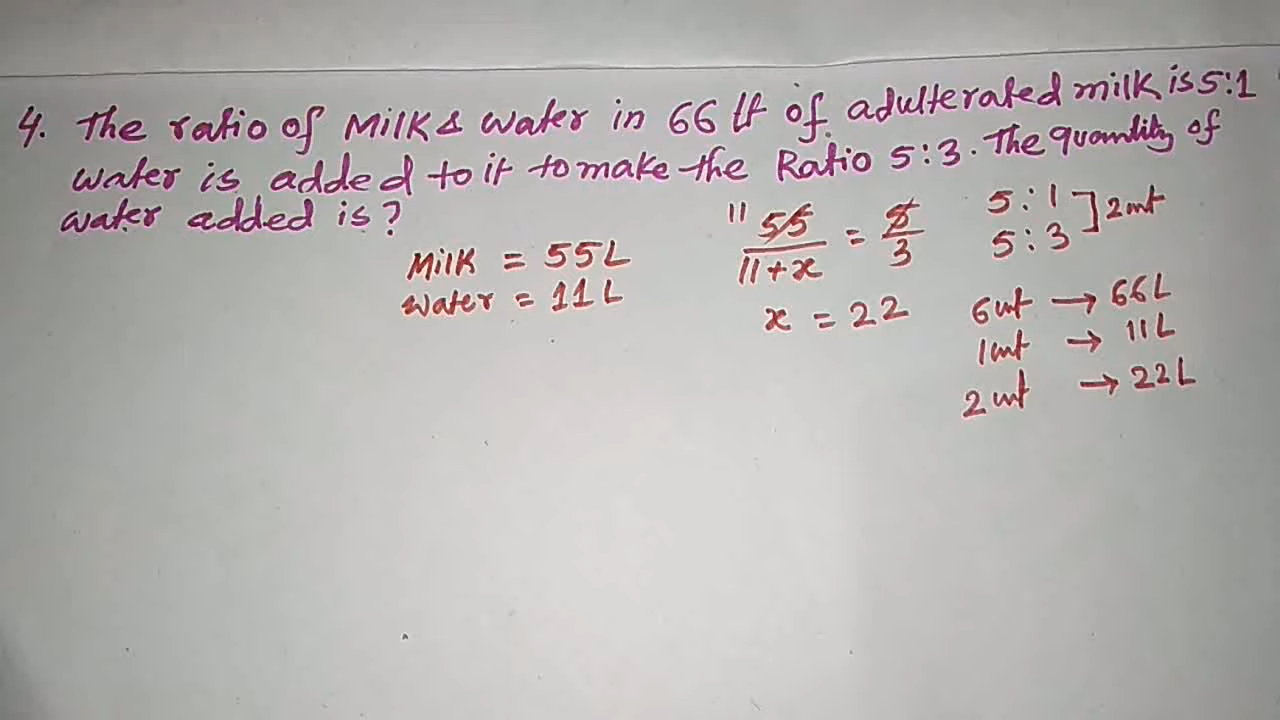 4. The ratio of Milk & water in 66 lt of adulterated milk is 5:1
water is added to it to make the Ratio 5:3. The quantity of
water added is?
Milk = 55L
water = 11L
11 55/11+x = 5/3
x = 22
5:1
5:3 ] 2unt
6unt → 66L
1unt → 11L
2unt → 22L